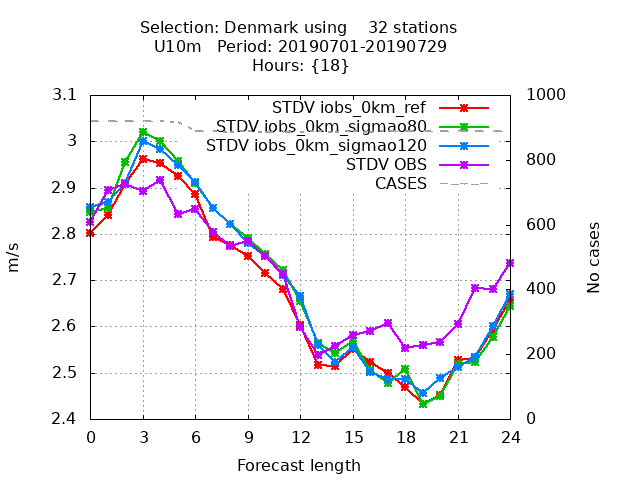 Selection: Denmark using    32 stations
U10m   Period: 20190701-20190729
Hours: {18}
STDV iobs_0km_ref
STDV iobs_0km_sigmao80
STDV iobs_0km_sigmao120
STDV OBS
CASES
3.1
3
2.9
2.8
2.7
2.6
2.5
2.4
m/s
1000
800
600
400
200
0
No cases
0 3 6 9 12 15 18 21 24
Forecast length